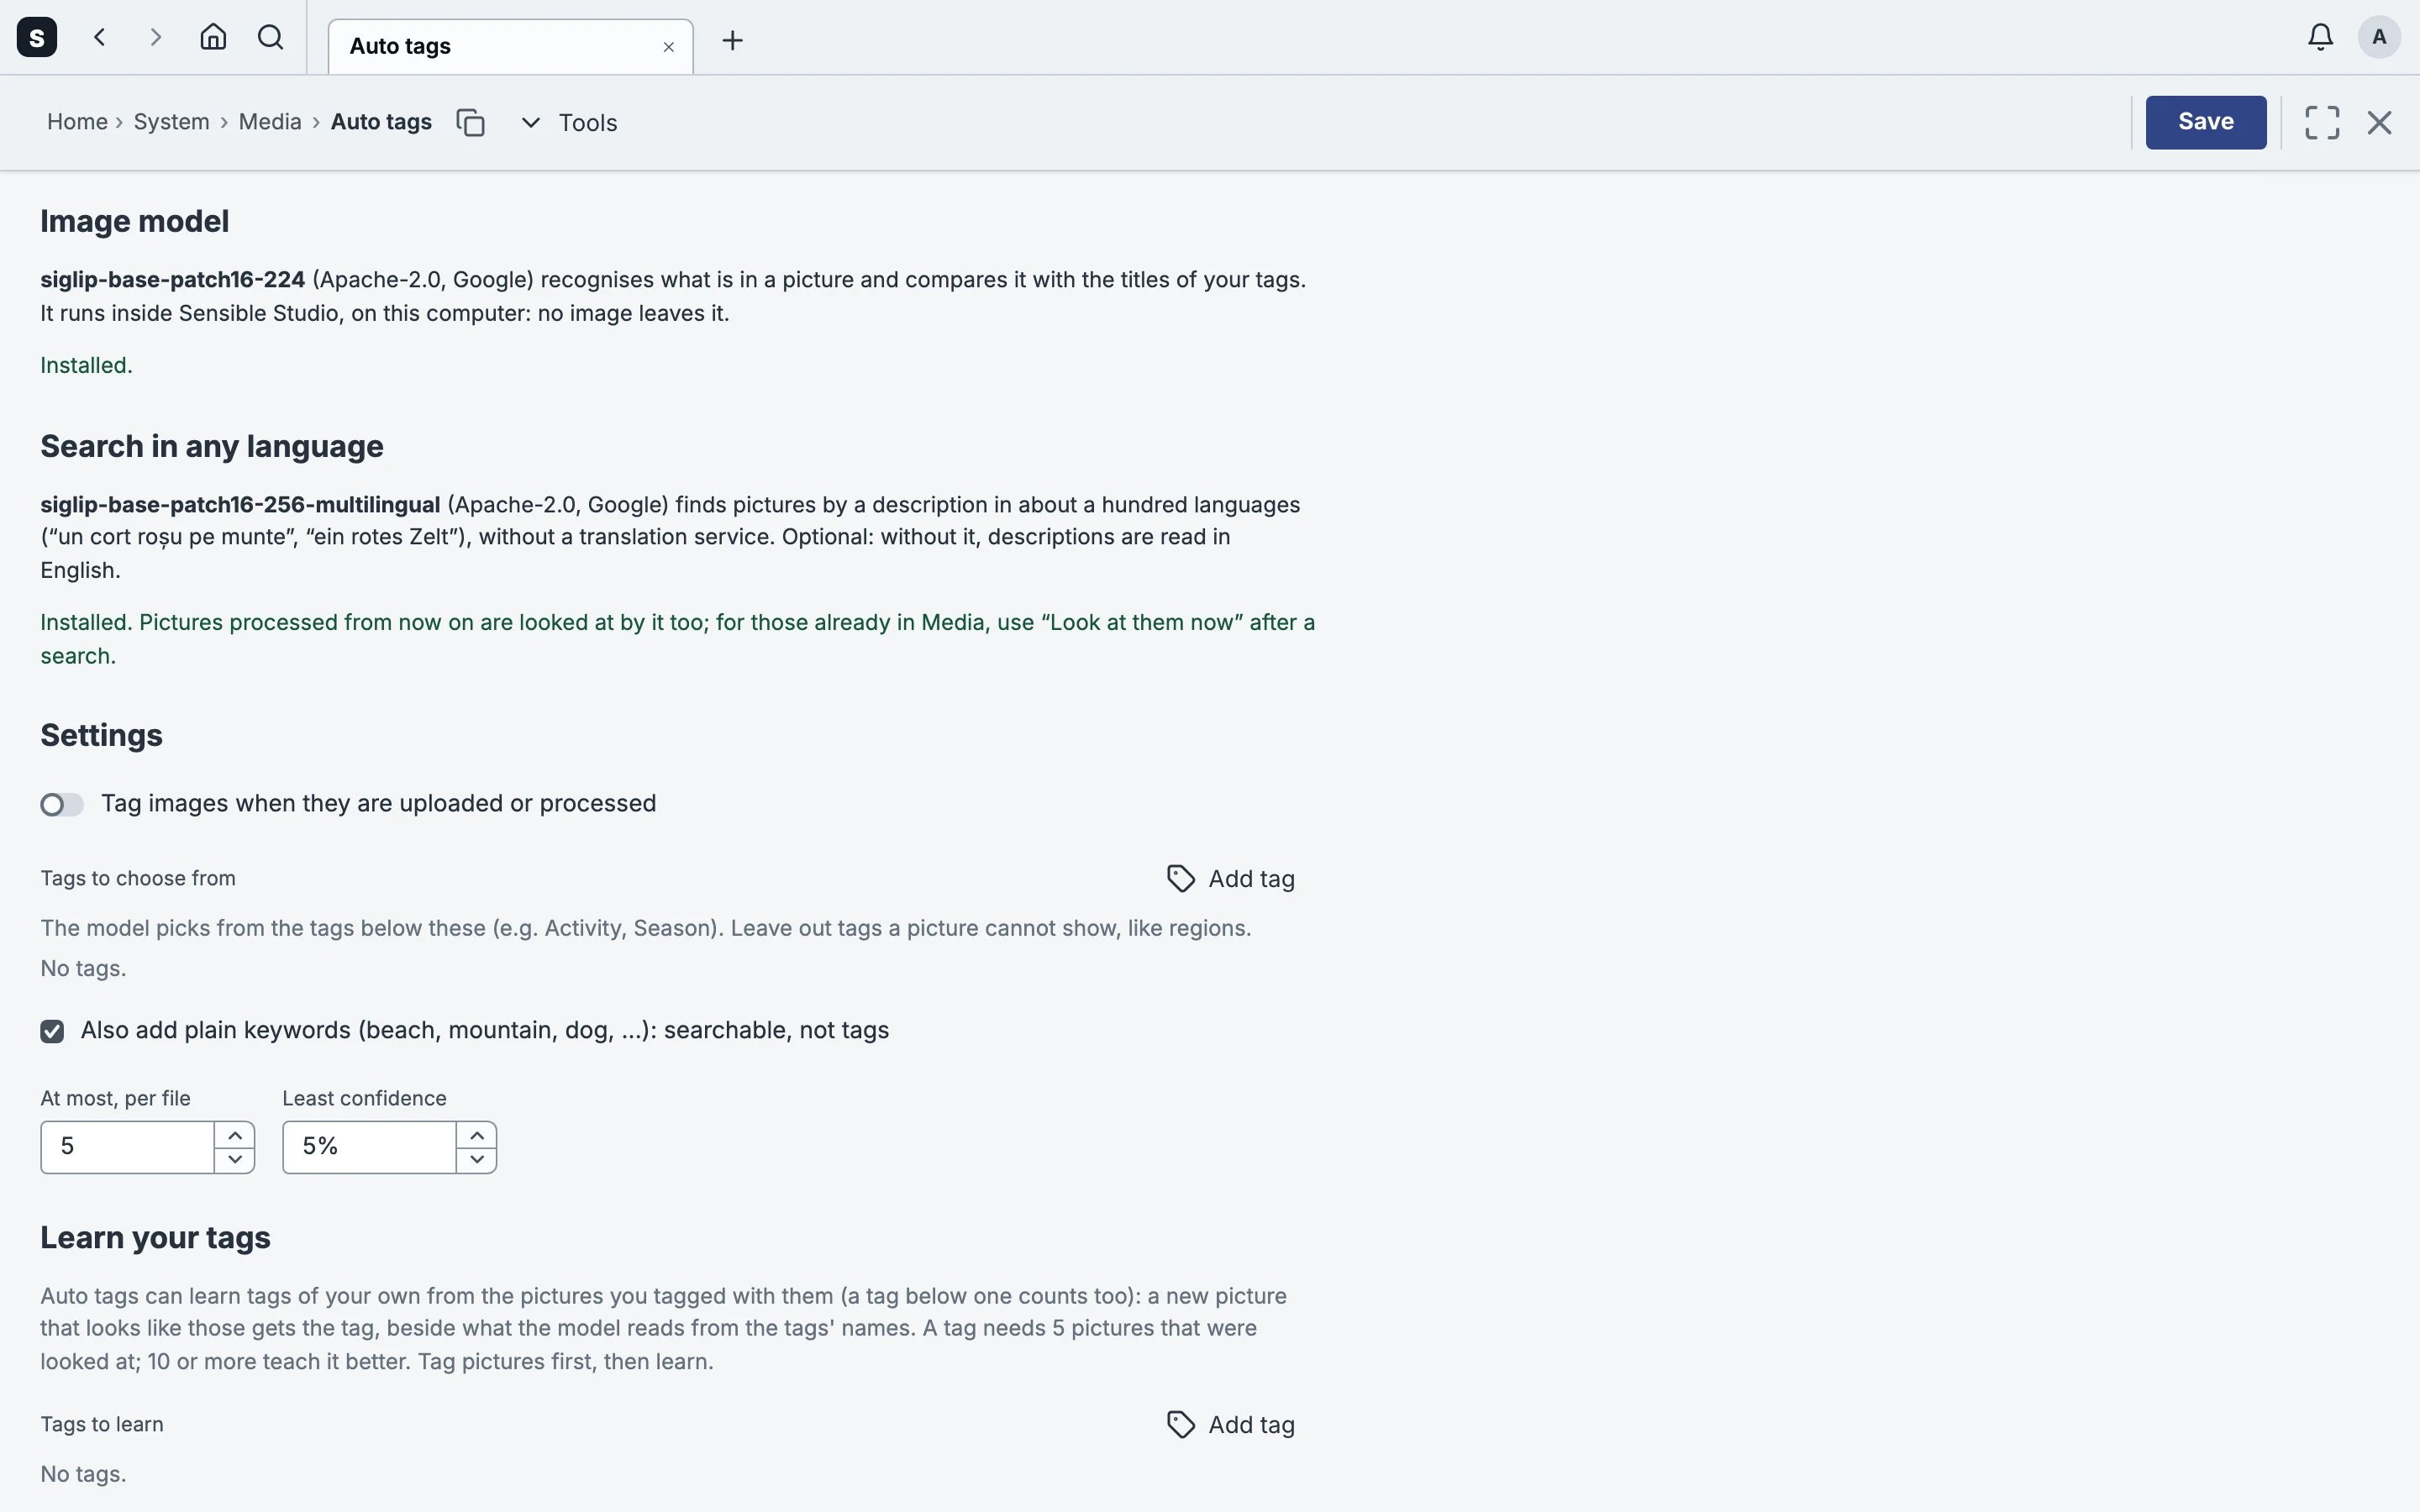 S
Auto tags
A
Home › System › Media › Auto tags
Tools
Save
Image model
siglip-base-patch16-224 (Apache-2.0, Google) recognises what is in a picture and compares it with the titles of your tags.
It runs inside Sensible Studio, on this computer: no image leaves it.
Installed.
Search in any language
siglip-base-patch16-256-multilingual (Apache-2.0, Google) finds pictures by a description in about a hundred languages
(“un cort roșu pe munte”, “ein rotes Zelt”), without a translation service. Optional: without it, descriptions are read in
English.
Installed. Pictures processed from now on are looked at by it too; for those already in Media, use “Look at them now” after a
search.
Settings
Tag images when they are uploaded or processed
Tags to choose from
Add tag
The model picks from the tags below these (e.g. Activity, Season). Leave out tags a picture cannot show, like regions.
No tags.
Also add plain keywords (beach, mountain, dog, ...): searchable, not tags
At most, per file
Least confidence
5
5%
Learn your tags
Auto tags can learn tags of your own from the pictures you tagged with them (a tag below one counts too): a new picture
that looks like those gets the tag, beside what the model reads from the tags' names. A tag needs 5 pictures that were
looked at; 10 or more teach it better. Tag pictures first, then learn.
Tags to learn
Add tag
No tags.